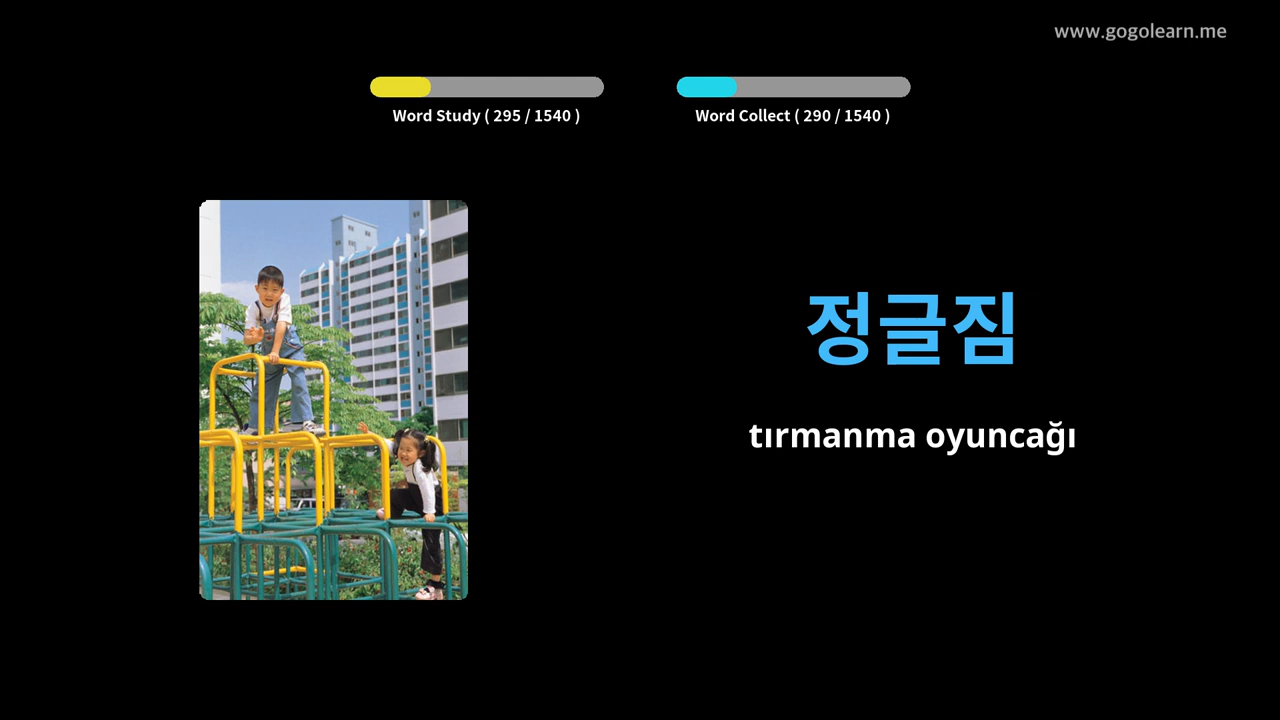 www.gogolearn.me
Word Study ( 295 / 1540 )
Word Collect ( 290 / 1540 )
정글짐
tırmanma oyuncağı